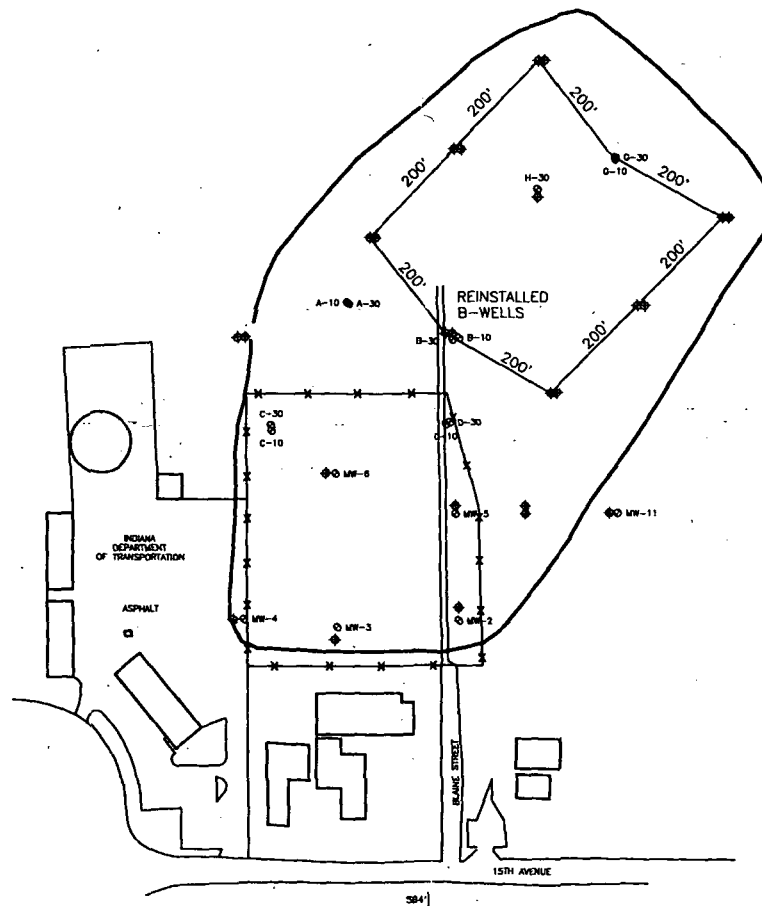 200'
200'
G-30
G-10
200'
H-30
200'
200'
200'
A-10
A-30
REINSTALLED
B-WELLS
B-30
B-10
200'
200'
C-30
C-10
D-30
D-10
MW-6
MW-5
MW-11
INDIANA
DEPARTMENT
OF TRANSPORTATION
ASPHALT
MW-4
MW-3
MW-2
BLAINE STREET
15TH AVENUE
584'